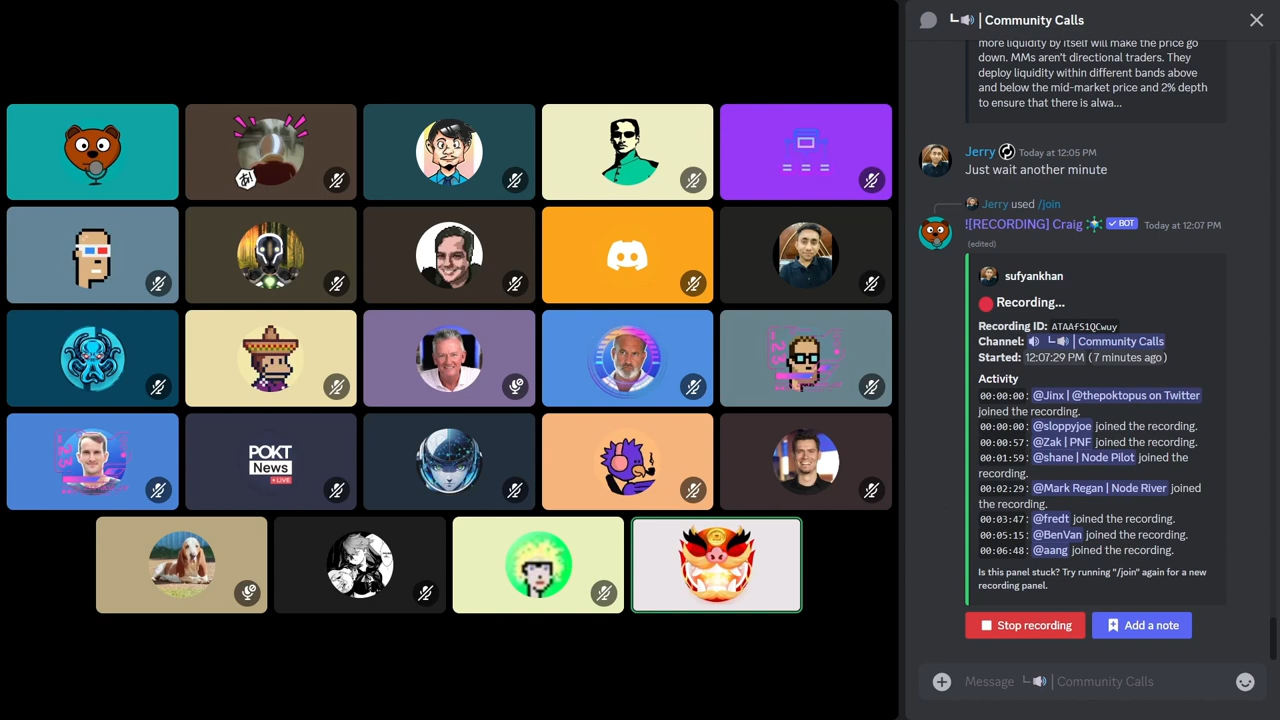 Community Calls
more liquidity by itself will make the price go
down. MMs aren't directional traders. They
deploy liquidity within different bands above
and below the mid-market price and 2% depth
to ensure that there is alwa...
Jerry Today at 12:05 PM
Just wait another minute
Jerry used /join
![RECORDING] Craig BOT Today at 12:07 PM
(edited)
sufyankhan
Recording...
Recording ID: ATAAfS1QCwuy
Channel: Community Calls
Started: 12:07:29 PM (7 minutes ago)
Activity
00:00:00: @Jinx | @thepoktopus on Twitter
joined the recording.
00:00:00: @sloppyjoe joined the recording.
00:00:57: @Zak | PNF joined the recording.
00:01:59: @shane | Node Pilot joined the
recording.
00:02:29: @Mark Regan | Node River joined
the recording.
00:03:47: @fredt joined the recording.
00:05:15: @BenVan joined the recording.
00:06:48: @aang joined the recording.
Is this panel stuck? Try running "/join" again for a new
recording panel.
Stop recording
Add a note
Message Community Calls
あ
POKT
News
LIVE